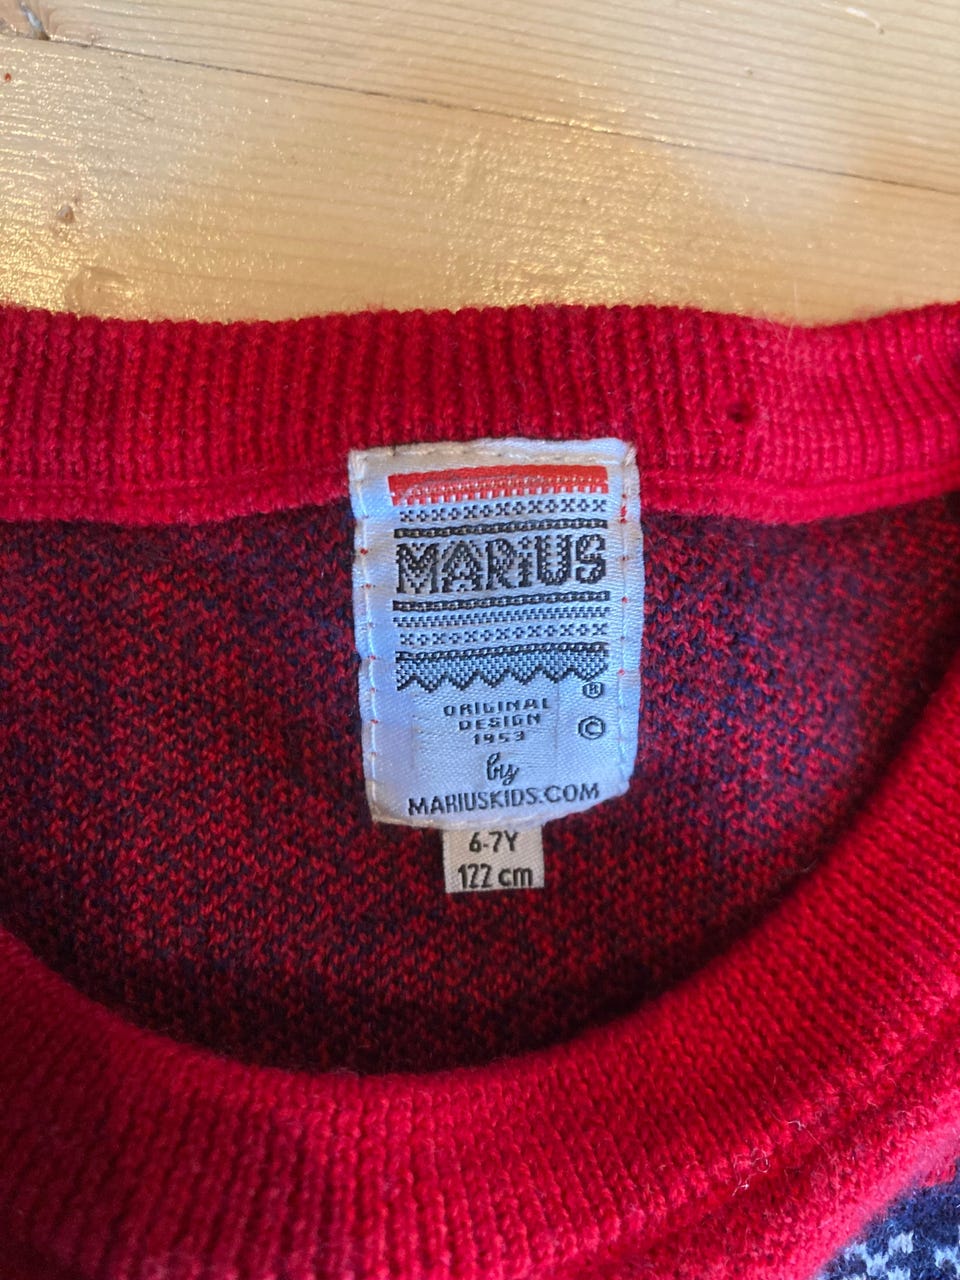 MARiUS
®
ORIGINAL
DESIGN
1953
©
by
MARIUSKIDS.COM
6-7Y
122 cm